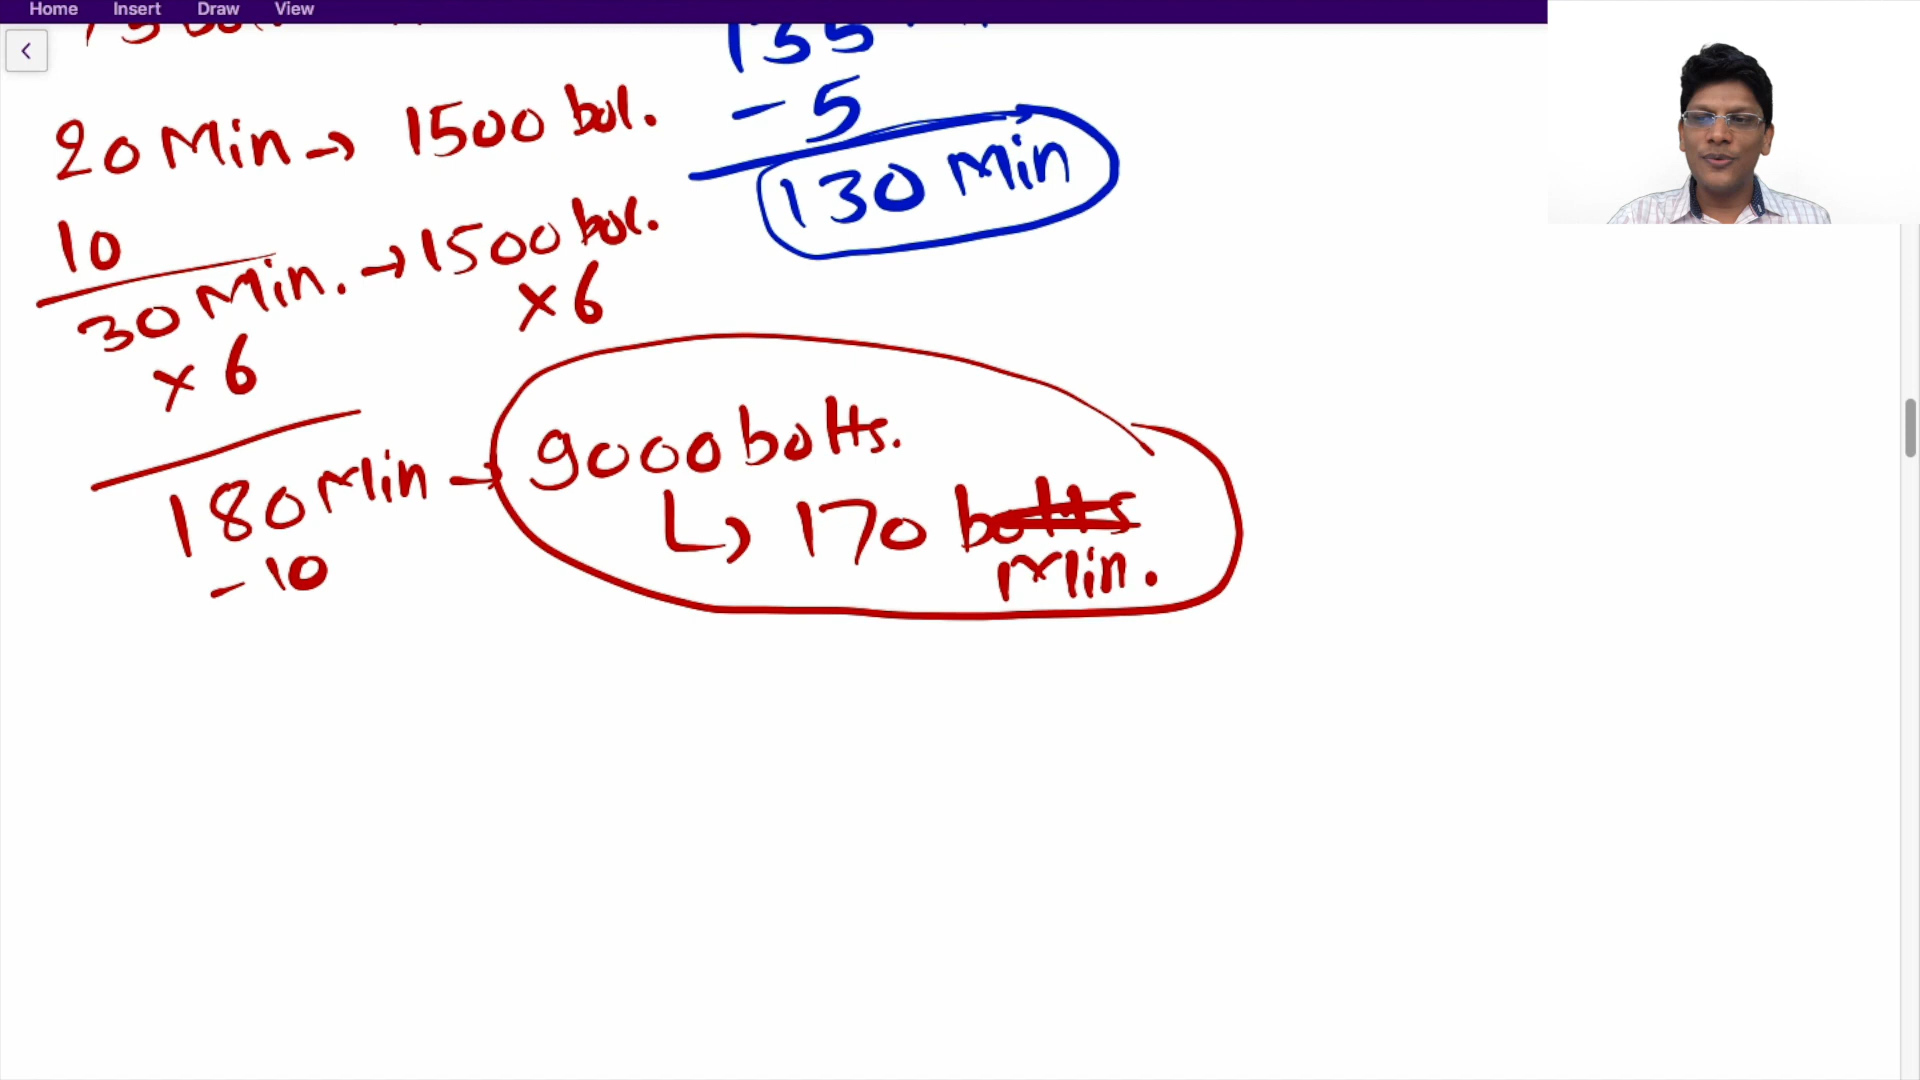 Home Insert Draw View
135
- 5
130 Min
20 Min → 1500 bol.
10
30 Min. → 1500 bol.
× 6 × 6
180 Min → 9000 bolts.
- 10 ↳ 170 bolts
Min.